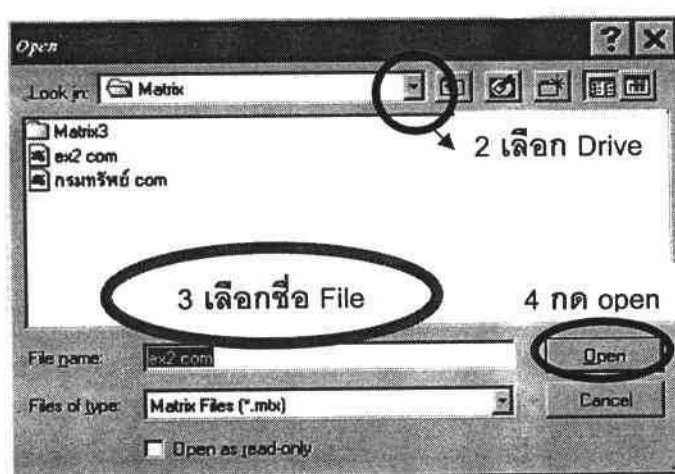 Open
Look in: Matrix
Matrix3
ex2 com
กรมทรัพย์ com
2 เลือก Drive
3 เลือกชื่อ File
4 กด open
File name: ex2 com
Open
Files of type: Matrix Files (*.mbx)
Cancel
Open as read-only